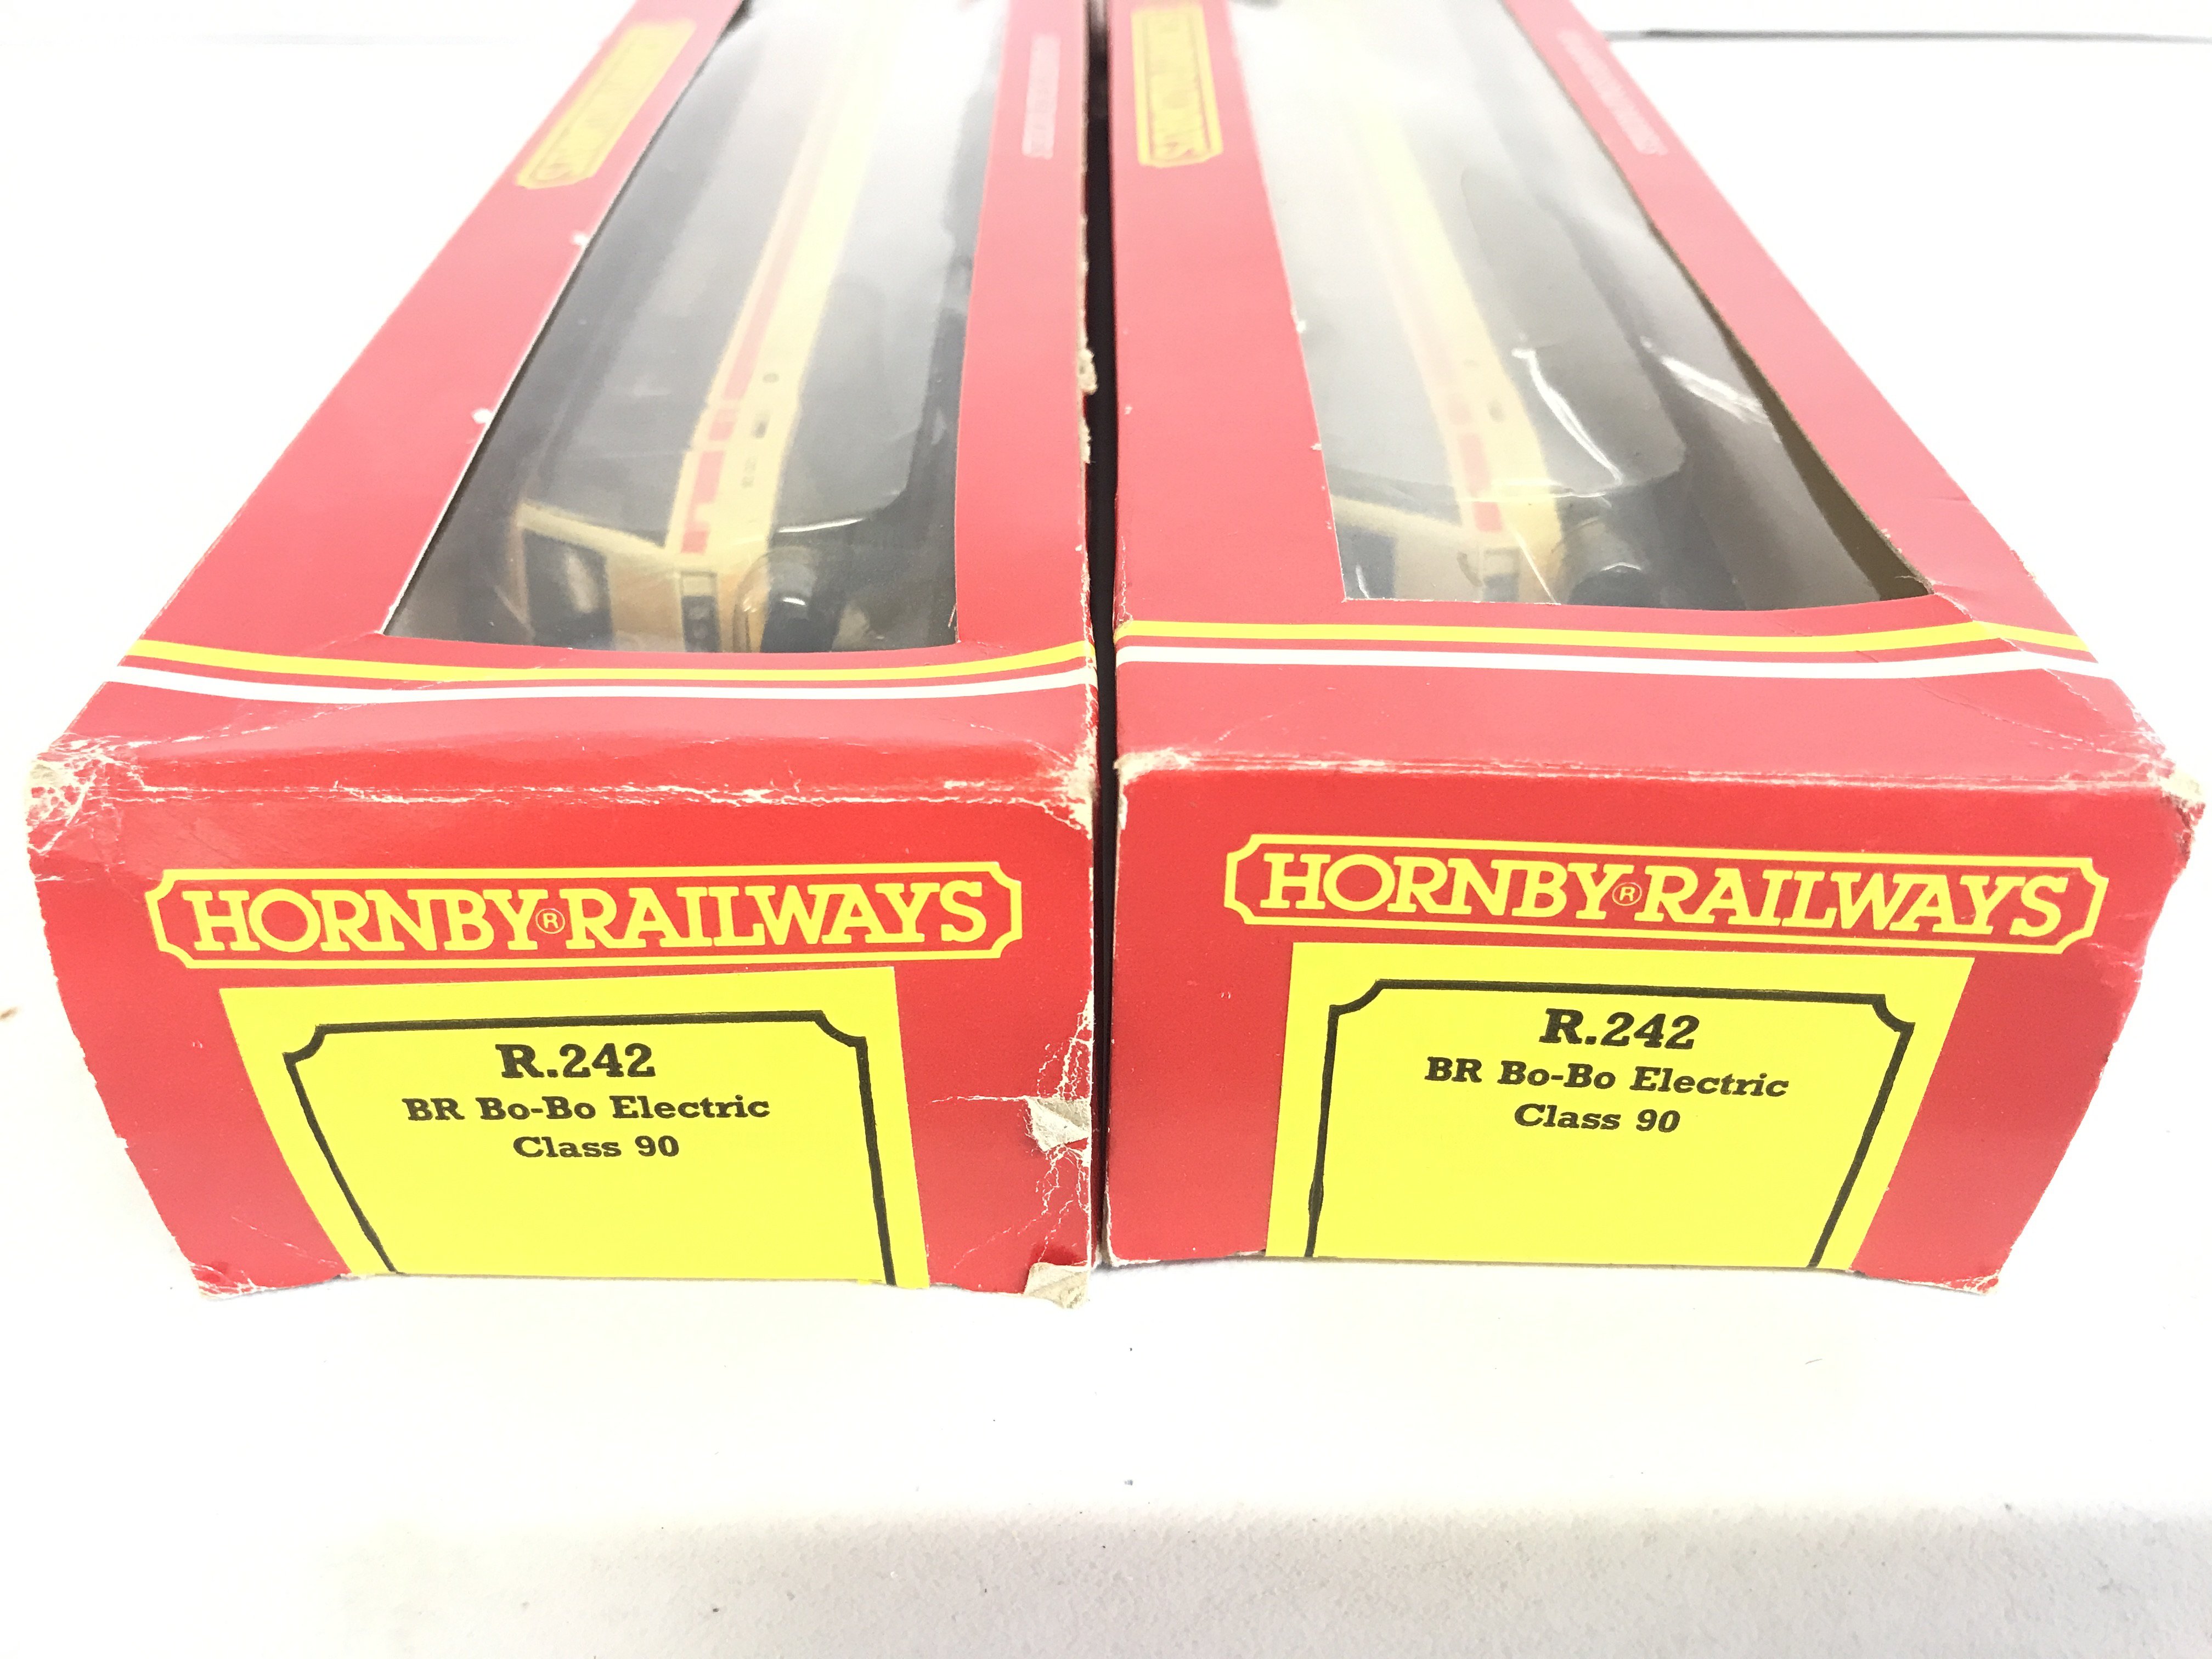 HORNBY® RAILWAYS
R.242
BR Bo-Bo Electric
Class 90
HORNBY® RAILWAYS
R.242
BR Bo-Bo Electric
Class 90